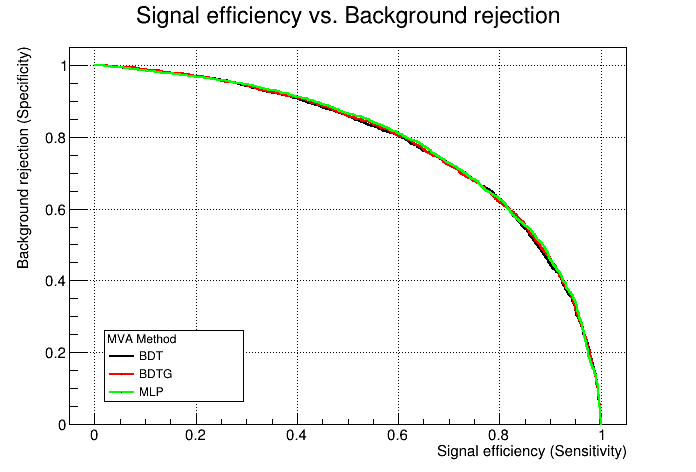 Signal efficiency vs. Background rejection
Background rejection (Specificity)
1
0.8
0.6
0.4
0.2
0
MVA Method
BDT
BDTG
MLP
0 0.2 0.4 0.6 0.8 1
Signal efficiency (Sensitivity)